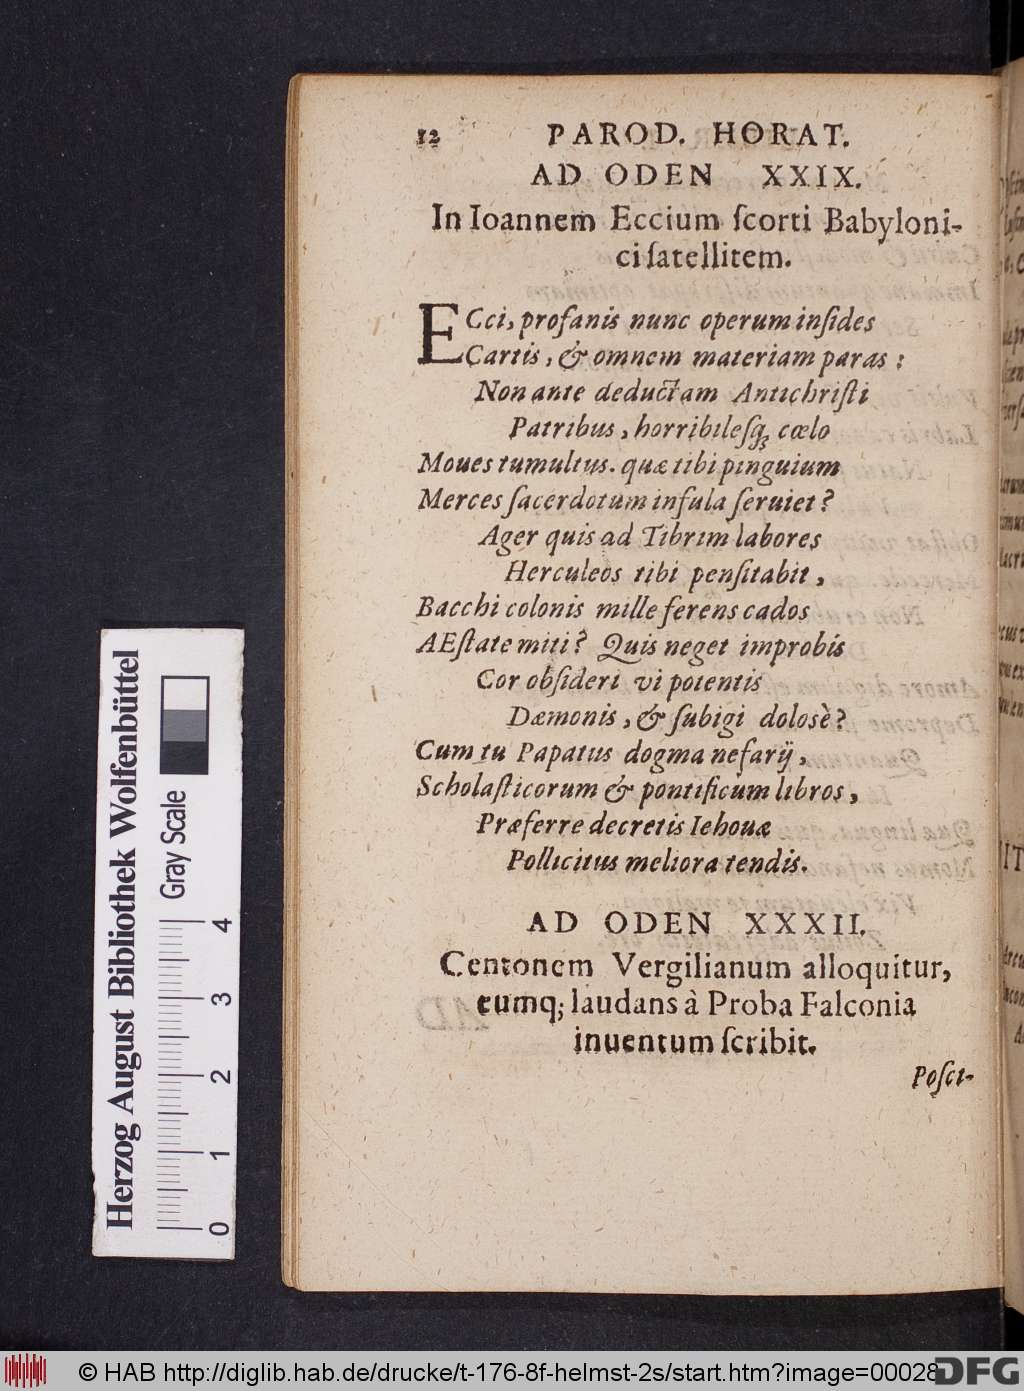 12 PAROD. HORAT.
AD ODEN XXIX.
In Ioannem Eccium ſcorti Babyloni-
ci ſatellitem.
ECci, profanis nunc operum inſides
Cartis, & omnem materiam paras:
Non ante deductam Antichriſti
Patribus, horribileſq; cœlo
Moues tumultus. quæ tibi pinguium
Merces ſacerdotum infula ſeruiet?
Ager quis ad Tibrim labores
Herculeos tibi penſitabit,
Bacchi colonis mille ferens cados
AEſtate miti? Quis neget improbis
Cor obſideri vi potentis
Dæmonis, & ſubigi dolosè?
Cum tu Papatus dogma nefarij,
Scholaſticorum & pontificum libros,
Præferre decretis Iehouæ
Pollicitus meliora tendis.
AD ODEN XXXII.
Centonem Vergilianum alloquitur,
eumq; laudans à Proba Falconia
inuentum ſcribit.
Poſci-
Herzog August Bibliothek Wolfenbüttel
Gray Scale
0 1 2 3 4
© HAB http://diglib.hab.de/drucke/t-176-8f-helmst-2s/start.htm?image=00028
DFG